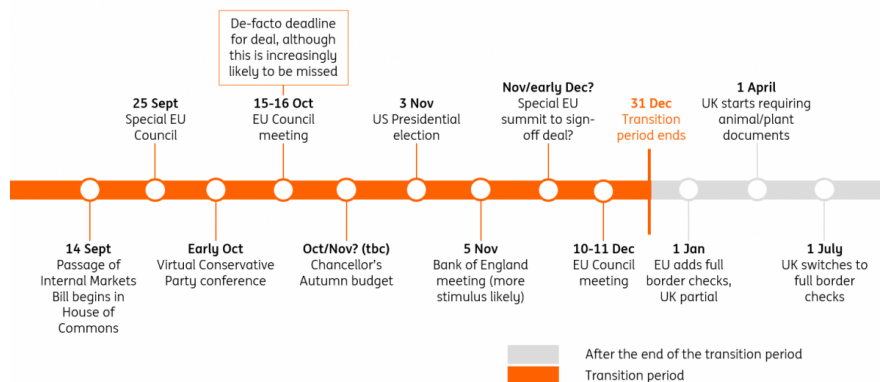 De-facto deadline
for deal, although
this is increasingly
likely to be missed
25 Sept
Special EU
Council
15-16 Oct
EU Council
meeting
3 Nov
US Presidential
election
Nov/early Dec?
Special EU
summit to sign-
off deal?
31 Dec
Transition
period ends
1 April
UK starts requiring
animal/plant
documents
14 Sept
Passage of
Internal Markets
Bill begins in
House of
Commons
Early Oct
Virtual Conservative
Party conference
Oct/Nov? (tbc)
Chancellor's
Autumn budget
5 Nov
Bank of England
meeting (more
stimulus likely)
10-11 Dec
EU Council
meeting
1 Jan
EU adds full
border checks,
UK partial
1 July
UK switches to
full border
checks
After the end of the transition period
Transition period